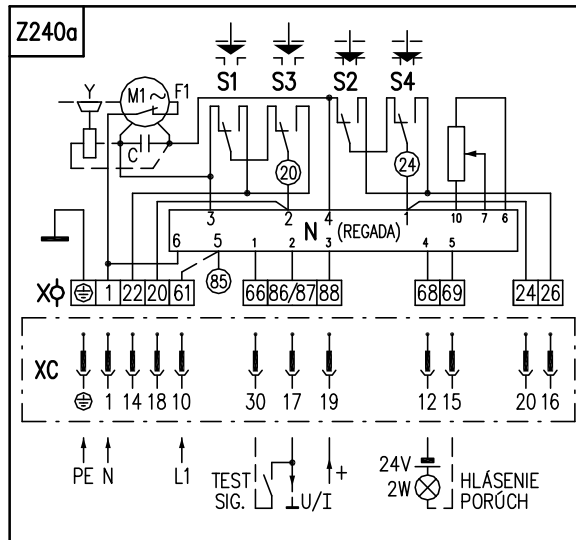 Z240a
S1 S3 S2 S4
Y M1 ~ F1
C
20 24
3 2 4 1 10 7 6
N (REGADA)
6 5 1 2 3 4 5
85
X 1 22 20 61 66 86/87 88 68 69 24 26
XC
1 14 18 10 30 17 19 12 15 20 16
PE N L1
TEST SIG. U/I +
24V 2W
HLÁSENIE PORÚCH